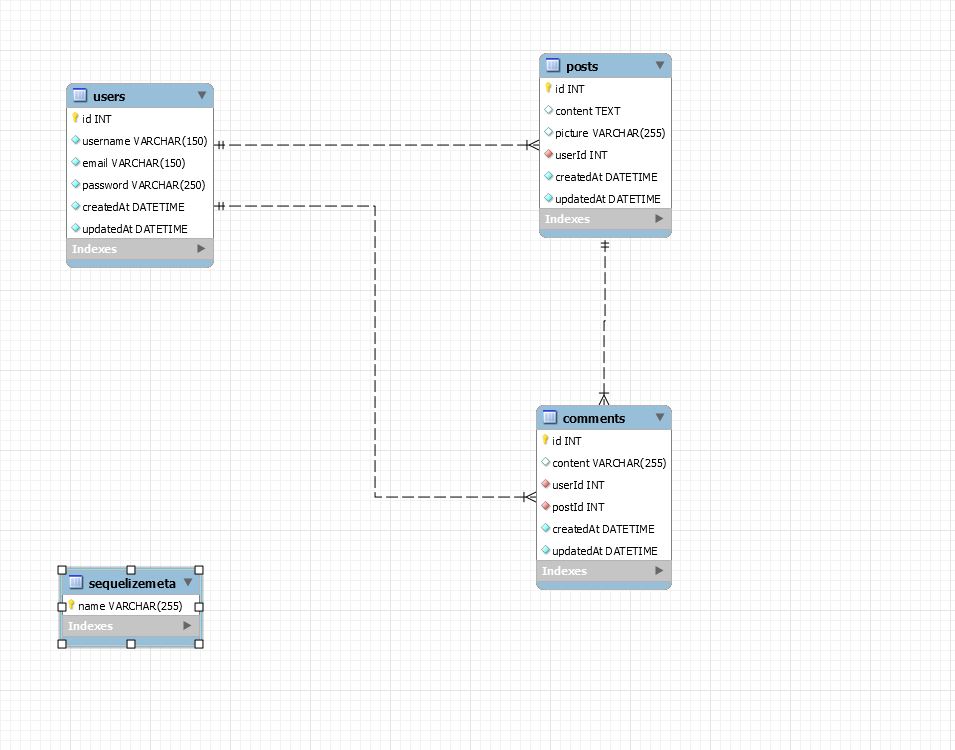 users
id INT
username VARCHAR(150)
email VARCHAR(150)
password VARCHAR(250)
createdAt DATETIME
updatedAt DATETIME
Indexes
posts
id INT
content TEXT
picture VARCHAR(255)
userId INT
createdAt DATETIME
updatedAt DATETIME
Indexes
comments
id INT
content VARCHAR(255)
userId INT
postId INT
createdAt DATETIME
updatedAt DATETIME
Indexes
sequelizemeta
name VARCHAR(255)
Indexes